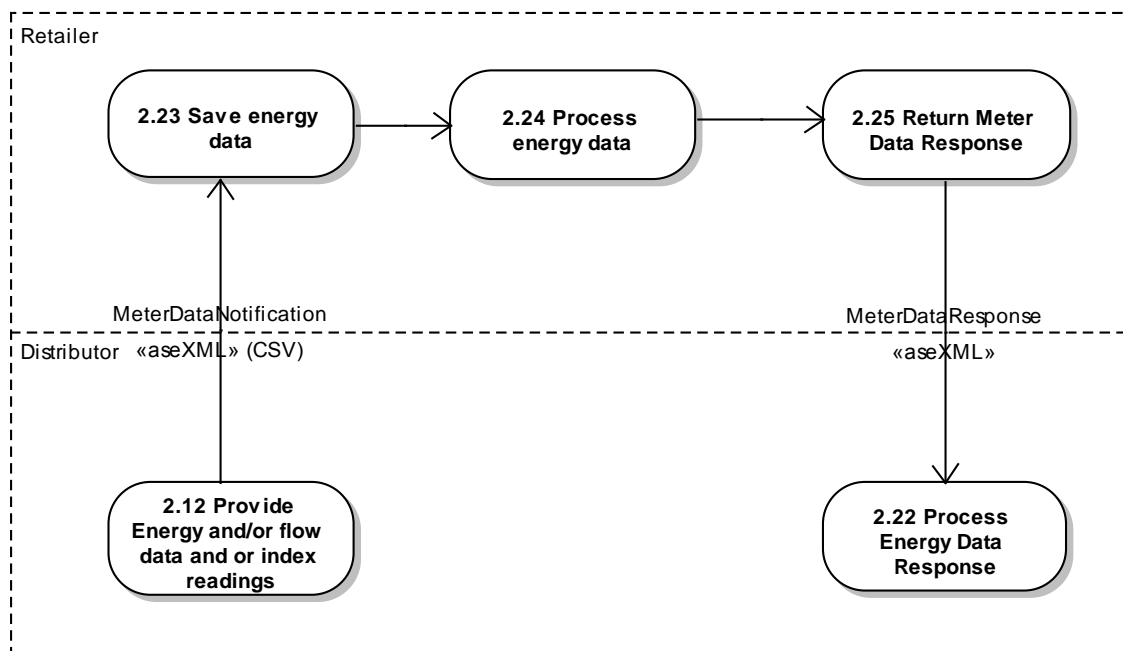 Retailer
2.23 Save energy
data
2.24 Process
energy data
2.25 Return Meter
Data Response
MeterDataNotification
MeterDataResponse
Distributor
«aseXML» (CSV)
«aseXML»
2.12 Provide
Energy and/or flow
data and or index
readings
2.22 Process
Energy Data
Response